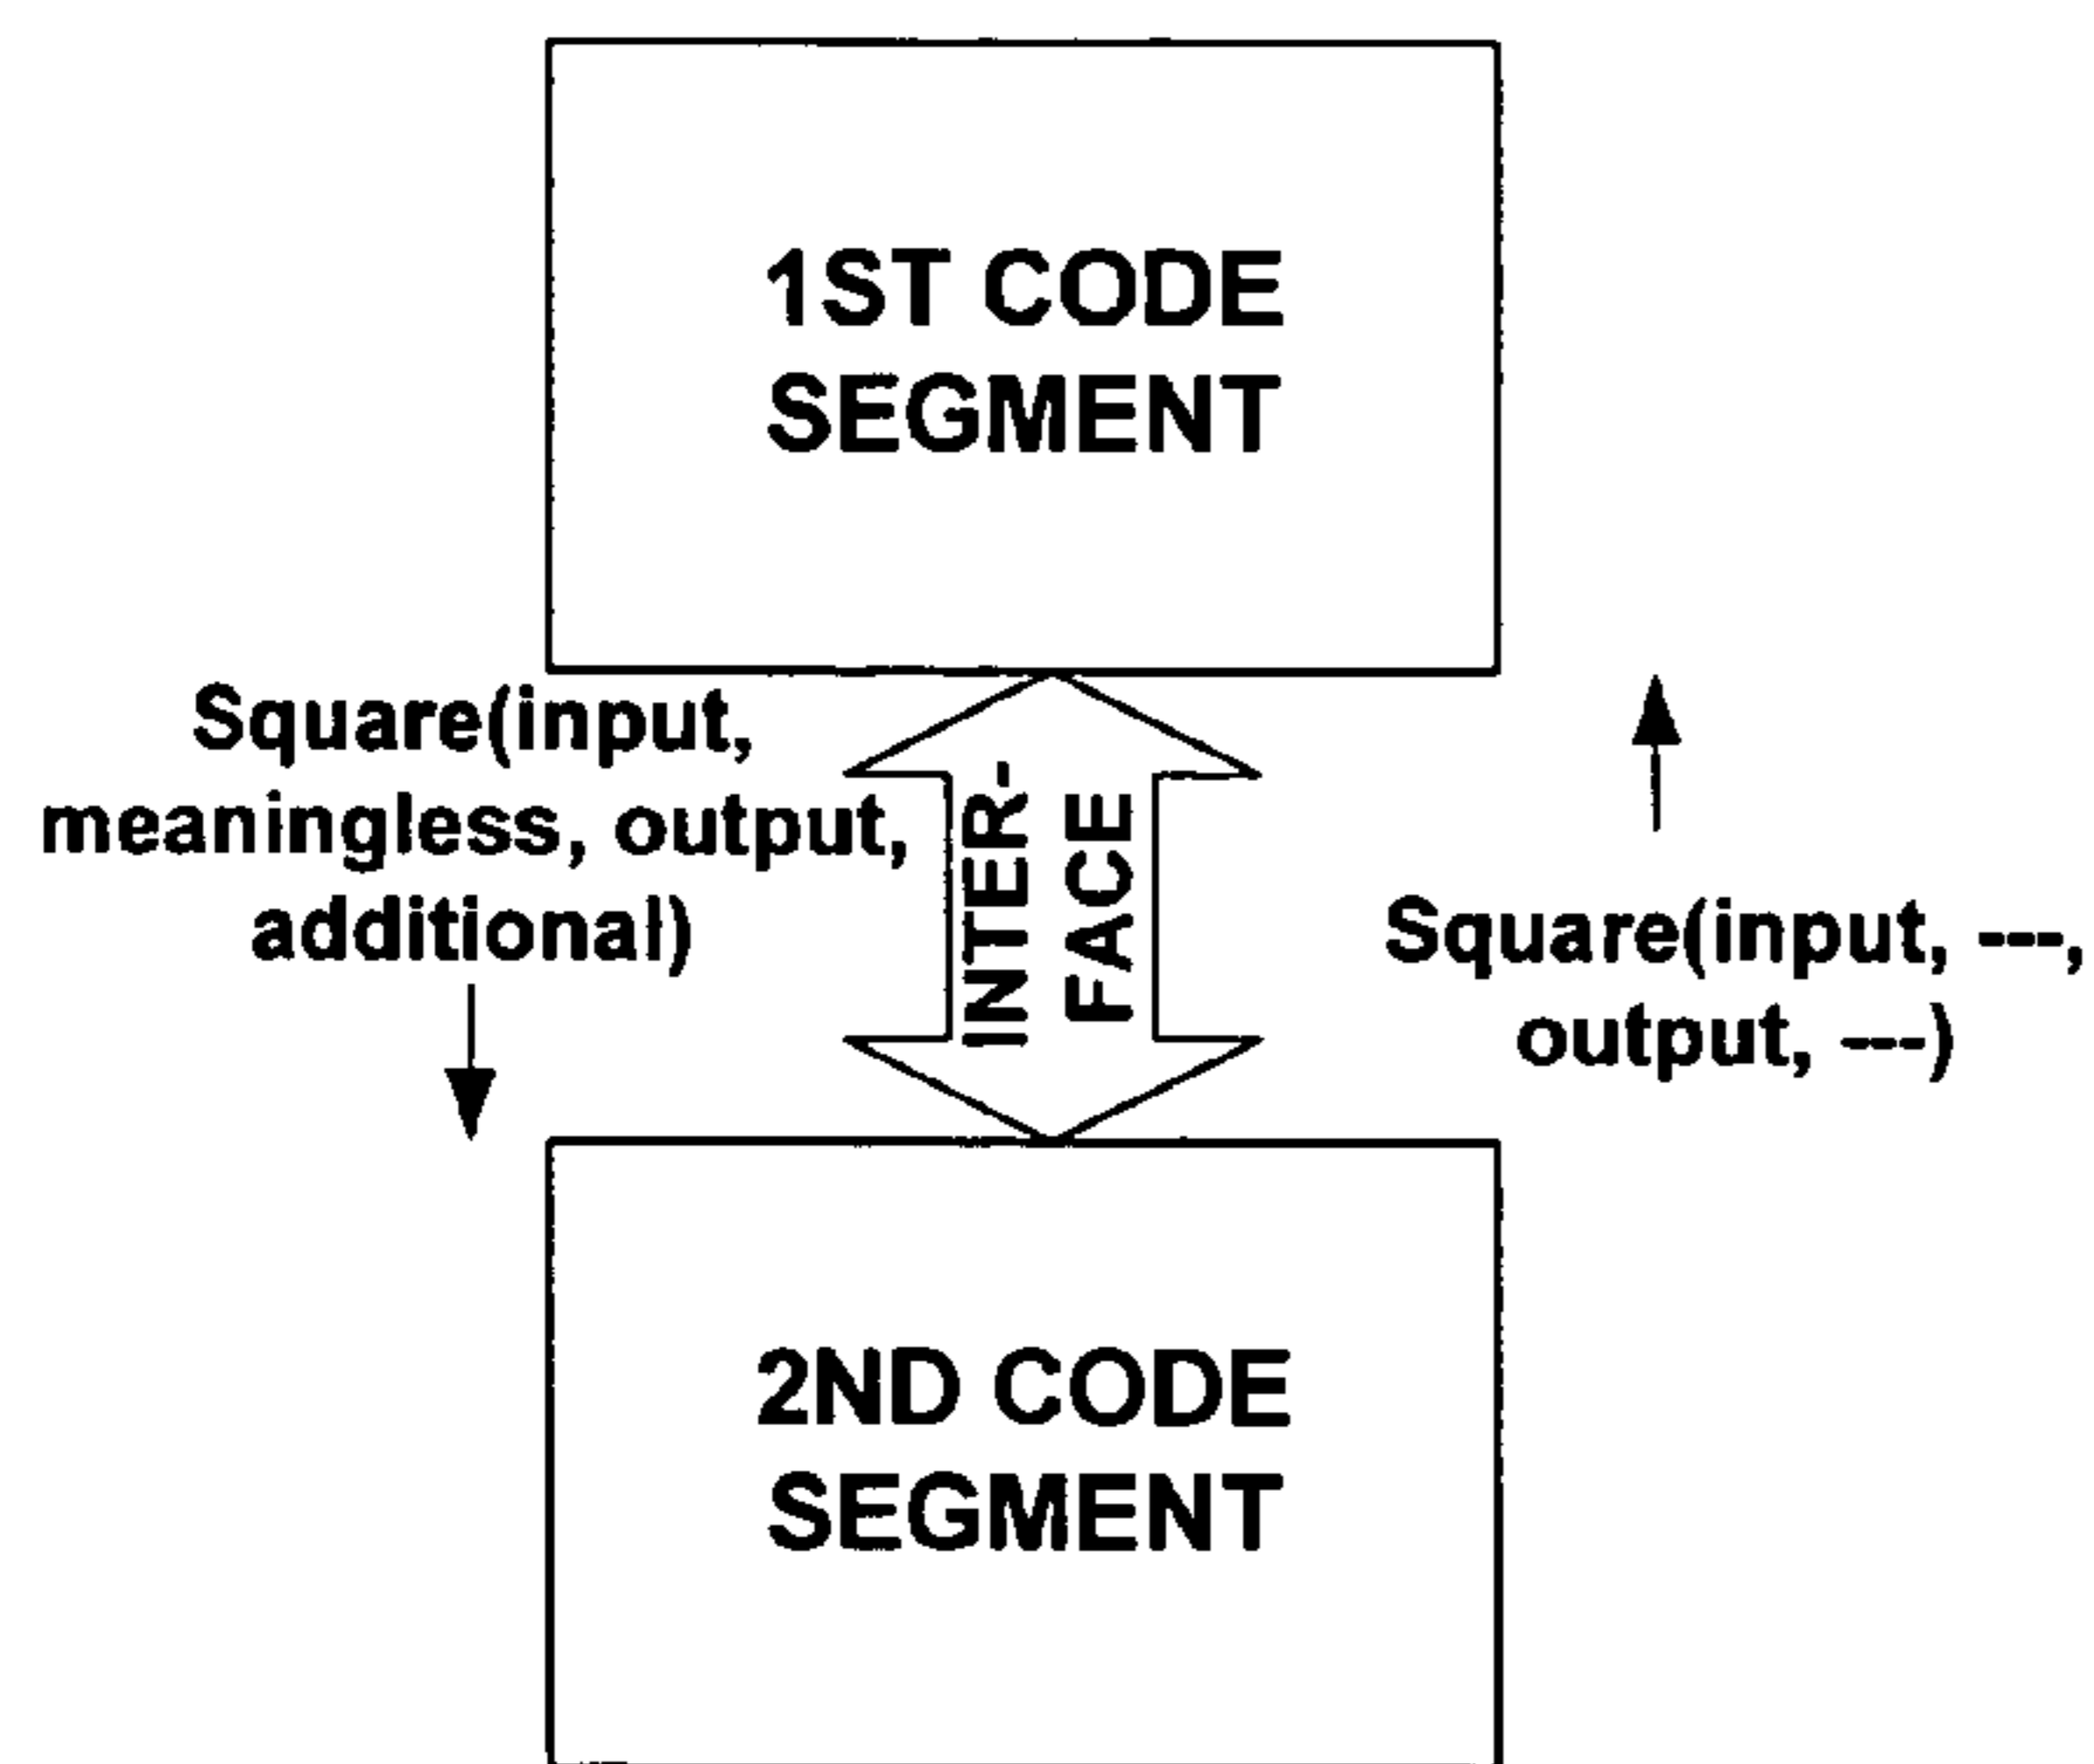 1ST CODE
SEGMENT
Square(input,
meaningless, output,
additional)
INTER-
FACE
Square(input, ---,
output, ---)
2ND CODE
SEGMENT